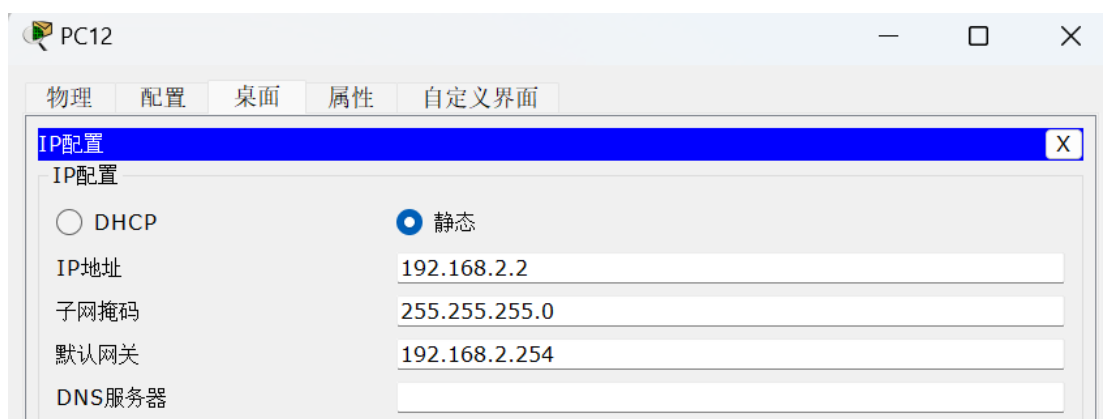 PC12
物理 配置 桌面 属性 自定义界面
IP配置 X
IP配置
DHCP 静态
IP地址 192.168.2.2
子网掩码 255.255.255.0
默认网关 192.168.2.254
DNS服务器